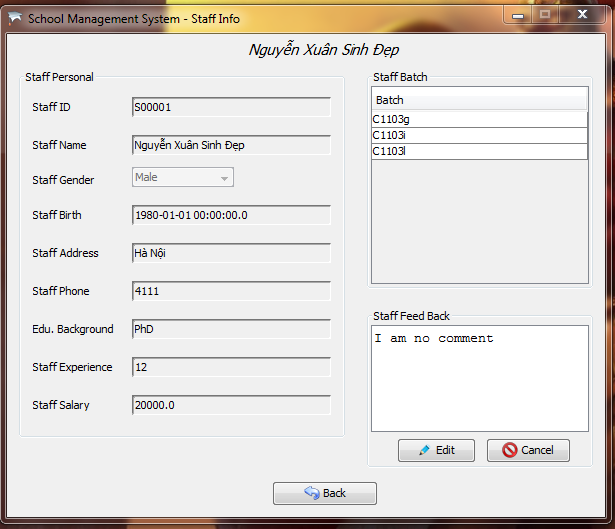 School Management System - Staff Info
Nguyễn Xuân Sinh Đẹp
Staff Personal
Staff ID S00001
Staff Name Nguyễn Xuân Sinh Đẹp
Staff Gender Male
Staff Birth 1980-01-01 00:00:00.0
Staff Address Hà Nội
Staff Phone 4111
Edu. Background PhD
Staff Experience 12
Staff Salary 20000.0
Staff Batch
Batch
C1103g
C1103i
C1103l
Staff Feed Back
I am no comment
Edit Cancel
Back